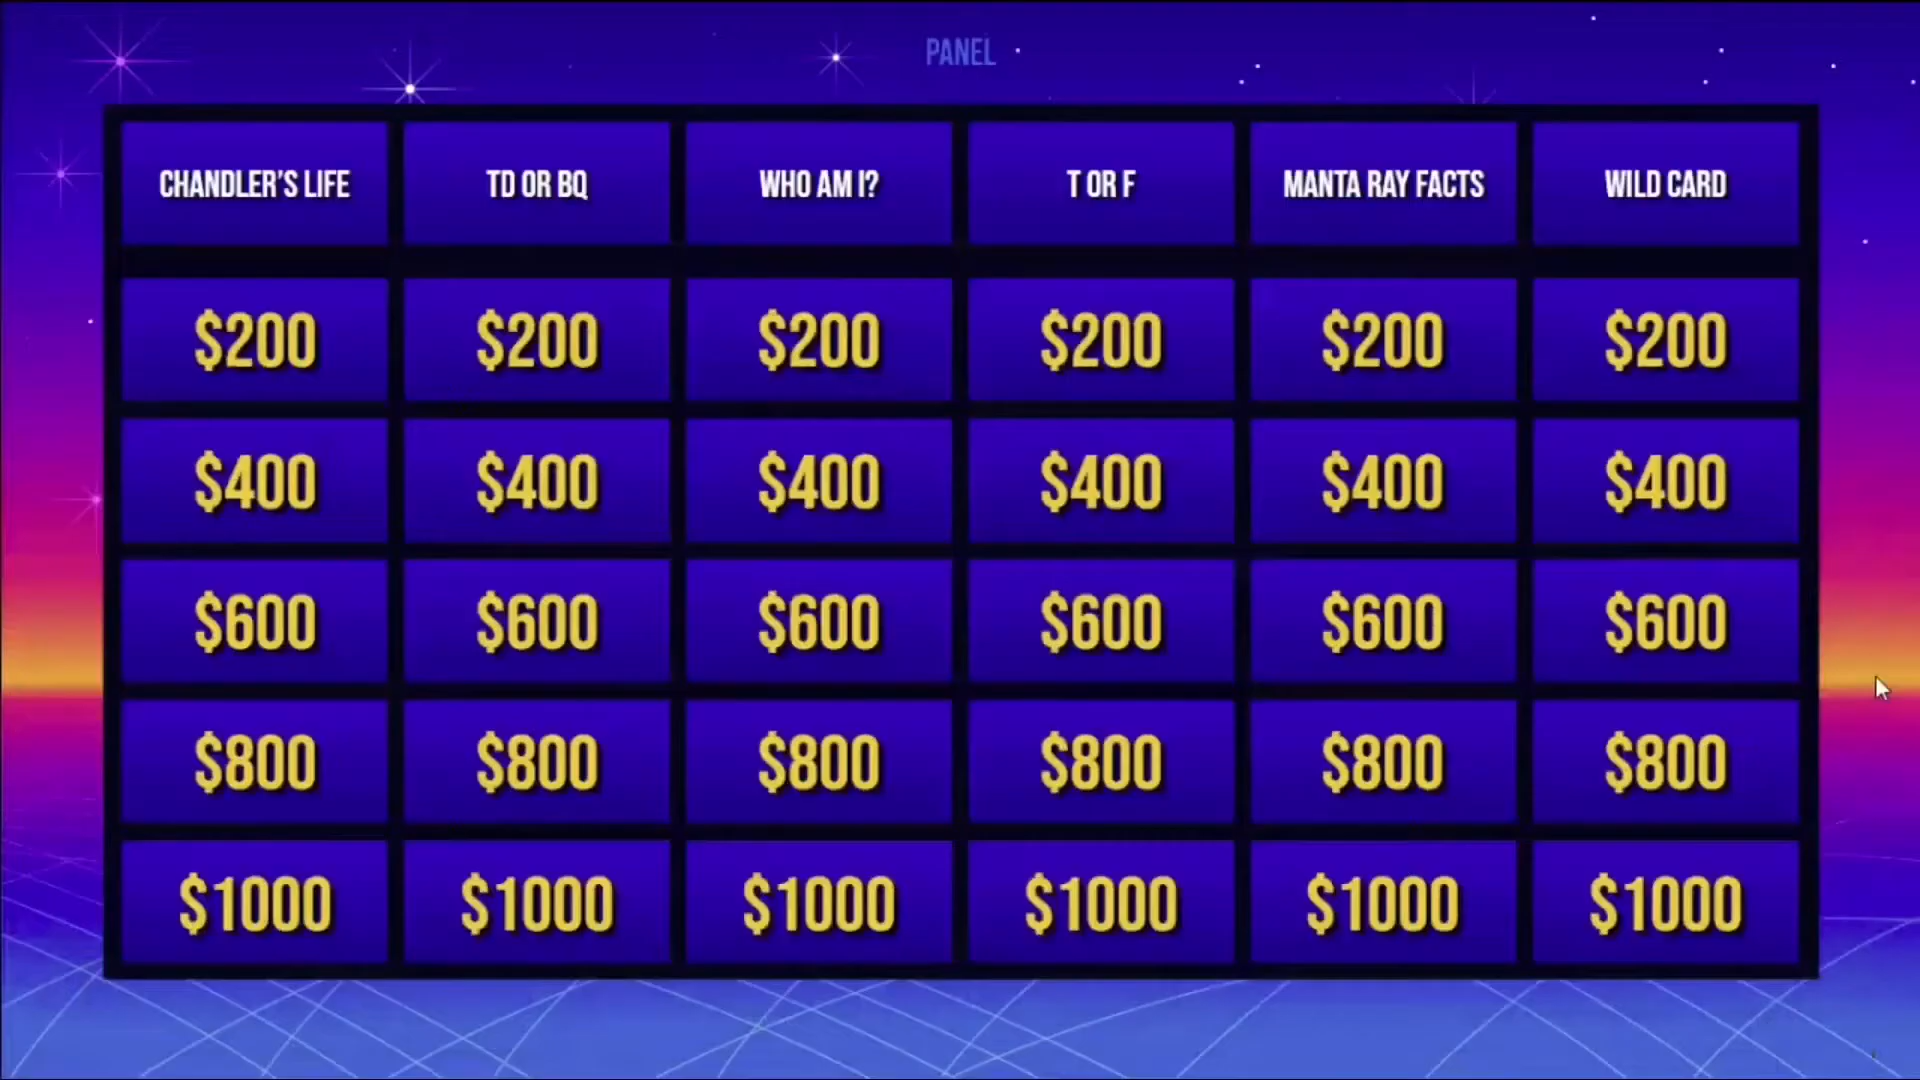 PANEL
CHANDLER'S LIFE TD OR BQ WHO AM I? T OR F MANTA RAY FACTS WILD CARD
$200 $200 $200 $200 $200 $200
$400 $400 $400 $400 $400 $400
$600 $600 $600 $600 $600 $600
$800 $800 $800 $800 $800 $800
$1000 $1000 $1000 $1000 $1000 $1000